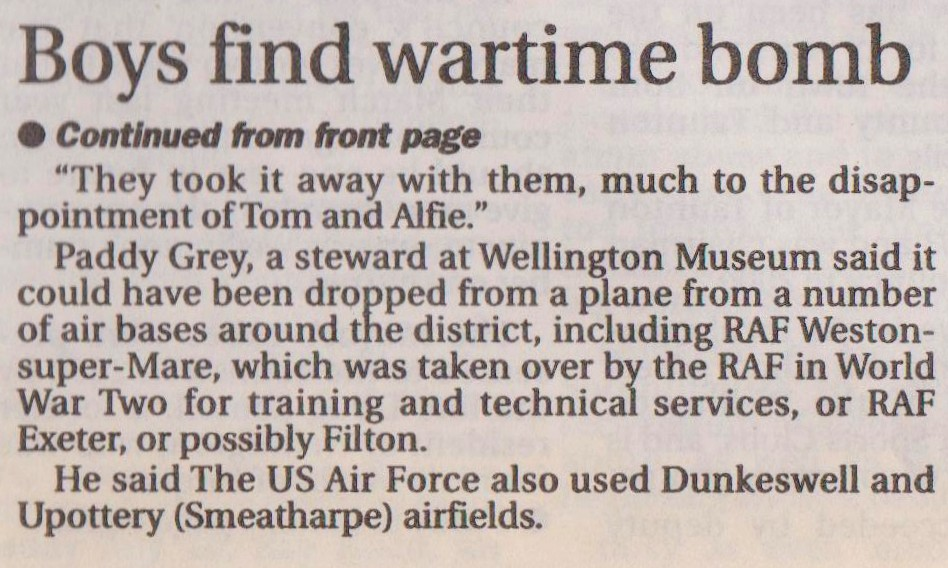 Boys find wartime bomb
● Continued from front page
“They took it away with them, much to the disap-
pointment of Tom and Alfie.”
Paddy Grey, a steward at Wellington Museum said it
could have been dropped from a plane from a number
of air bases around the district, including RAF Weston-
super-Mare, which was taken over by the RAF in World
War Two for training and technical services, or RAF
Exeter, or possibly Filton.
He said The US Air Force also used Dunkeswell and
Upottery (Smeatharpe) airfields.